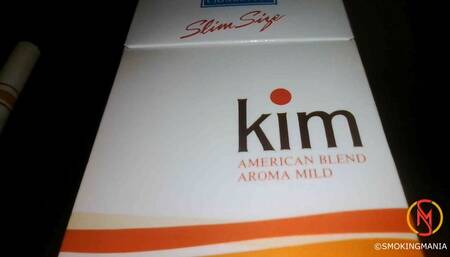 Slim Size
kim
AMERICAN BLEND
AROMA MILD
©SMOKINGMANIA